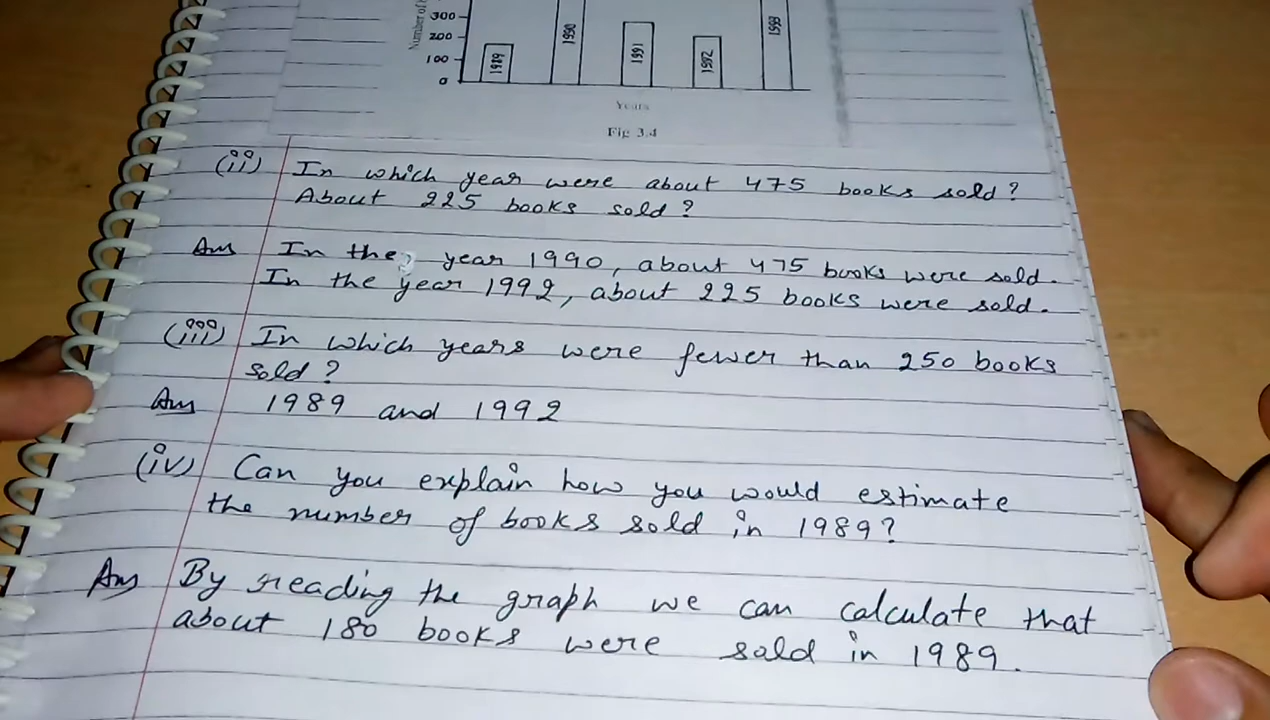 Number of
300
200
100
0
1989
1990
1991
1992
1993
Years
Fig 3.4
(ii) In which year were about 475 books sold?
About 225 books sold?
Ans In the year 1990, about 475 books were sold.
In the year 1992, about 225 books were sold.
(iii) In which years were fewer than 250 books
sold?
Ans 1989 and 1992
(iv) Can you explain how you would estimate
the number of books sold in 1989?
Ans By reading the graph we can calculate that
about 180 books were sold in 1989.